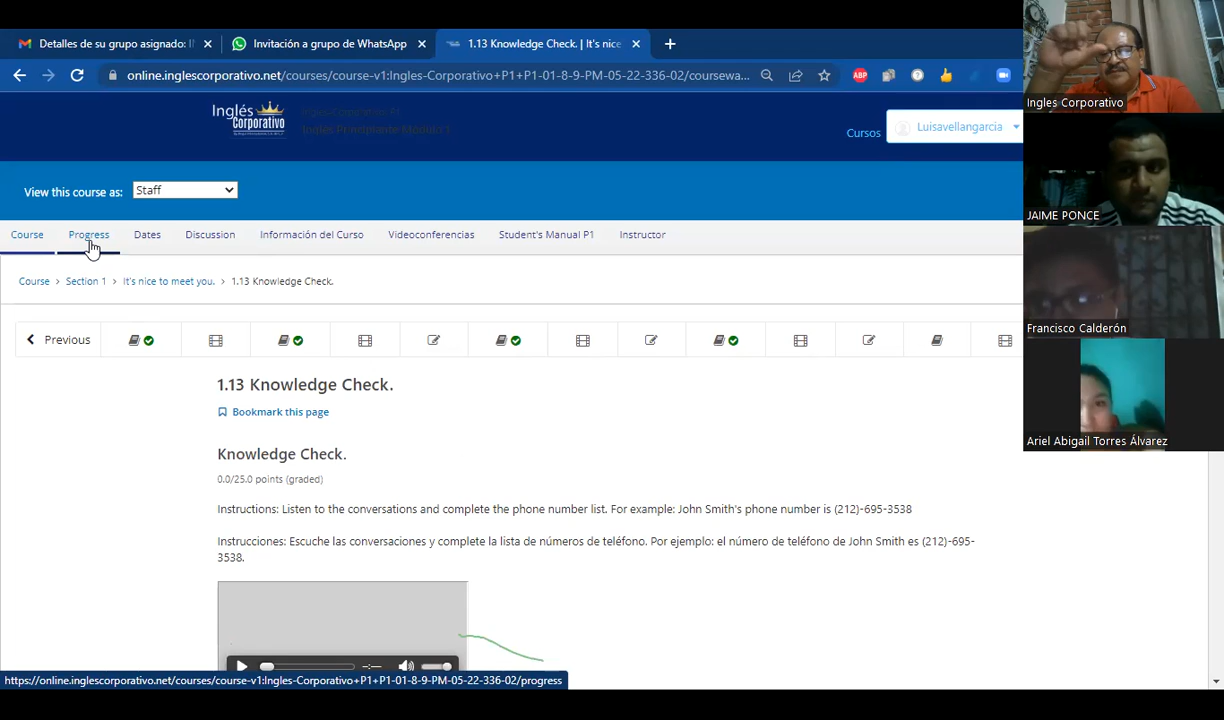 Detalles de su grupo asignado: I
Invitación a grupo de WhatsApp
1.13 Knowledge Check. | It's nice
online.inglescorporativo.net/courses/course-v1:Ingles-Corporativo+P1+P1-01-8-9-PM-05-22-336-02/coursewa...
ABP
Inglés
Corporativo
Inglés Corporativo P1
Inglés Principiante Módulo 1
Cursos
Luisavellangarcia
View this course as:
Staff
Course
Progress
Dates
Discussion
Información del Curso
Videoconferencias
Student's Manual P1
Instructor
Course > Section 1 > It's nice to meet you. > 1.13 Knowledge Check.
Previous
1.13 Knowledge Check.
Bookmark this page
Knowledge Check.
0.0/25.0 points (graded)
Instructions: Listen to the conversations and complete the phone number list. For example: John Smith's phone number is (212)-695-3538
Instrucciones: Escuche las conversaciones y complete la lista de números de teléfono. Por ejemplo: el número de teléfono de John Smith es (212)-695-
3538.
-:--
https://online.inglescorporativo.net/courses/course-v1:Ingles-Corporativo+P1+P1-01-8-9-PM-05-22-336-02/progress
Ingles Corporativo
JAIME PONCE
Francisco Calderón
Ariel Abigail Torres Álvarez